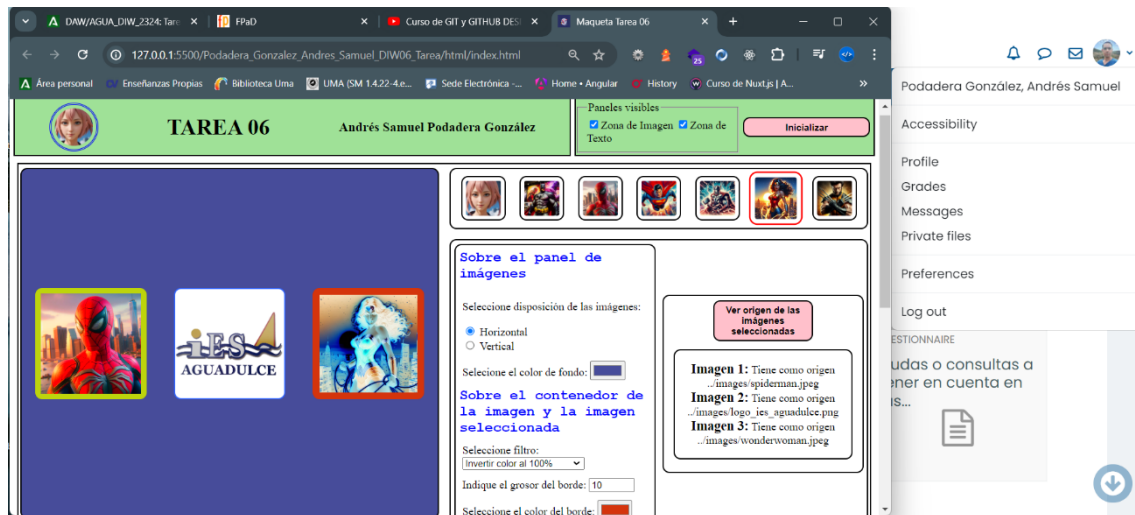 DAW/AGUA_DIW_2324: Tare
FPaD
Curso de GIT y GITHUB DES
Maqueta Tarea 06
127.0.0.1:5500/Podadera_Gonzalez_Andres_Samuel_DIW06_Tarea/html/index.html
25
Área personal
Enseñanzas Propias
Biblioteca Uma
UMA (SM 1.4.22-4.e...
Sede Electrónica -...
Home • Angular
History
Curso de Nuxt.js | A...
»
TAREA 06
Andrés Samuel Podadera González
Paneles visibles
Zona de Imagen Zona de
Texto
Inicializar
iES
AGUADULCE
Sobre el panel de
imágenes
Seleccione disposición de las imágenes:
Horizontal
Vertical
Selecione el color de fondo:
Sobre el contenedor de
la imagen y la imagen
seleccionada
Seleccione filtro:
Invertir color al 100%
Indique el grosor del borde: 10
Seleccione el color del borde:
Ver origen de las
imágenes
seleccionadas
Imagen 1: Tiene como origen
../images/spiderman.jpeg
Imagen 2: Tiene como origen
../images/logo_ies_aguadulce.png
Imagen 3: Tiene como origen
../images/wonderwoman.jpeg
Podadera González, Andrés Samuel
Accessibility
Profile
Grades
Messages
Private files
Preferences
Log out
ESTIONNAIRE
udas o consultas a
ener en cuenta en
as...